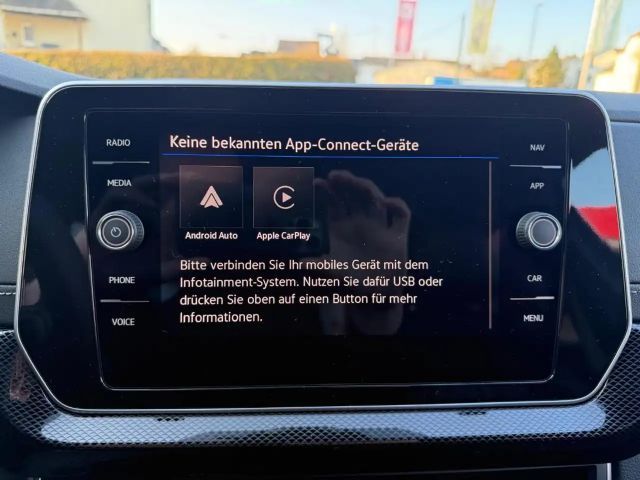 RADIO
MEDIA
PHONE
VOICE
Keine bekannten App-Connect-Geräte
Android Auto
Apple CarPlay
Bitte verbinden Sie Ihr mobiles Gerät mit dem
Infotainment-System. Nutzen Sie dafür USB oder
drücken Sie oben auf einen Button für mehr
Informationen.
NAV
APP
CAR
MENU